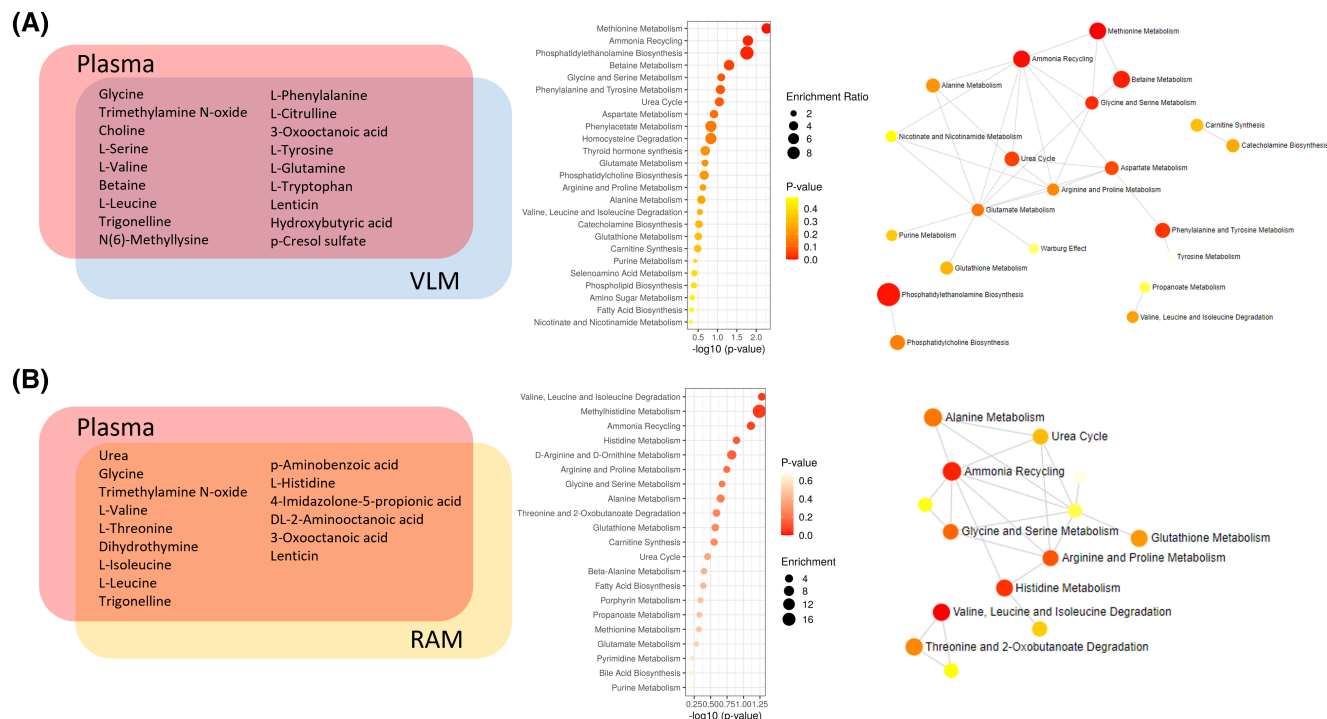 (A)
Plasma
Glycine
Trimethylamine N-oxide
Choline
L-Serine
L-Valine
Betaine
L-Leucine
Trigonelline
N(6)-Methyllysine
L-Phenylalanine
L-Citrulline
3-Oxooctanoic acid
L-Tyrosine
L-Glutamine
L-Tryptophan
Lenticin
Hydroxybutyric acid
p-Cresol sulfate
VLM
Methionine Metabolism
Ammonia Recycling
Phosphatidylethanolamine Biosynthesis
Betaine Metabolism
Glycine and Serine Metabolism
Phenylalanine and Tyrosine Metabolism
Urea Cycle
Aspartate Metabolism
Phenylacetate Metabolism
Homocysteine Degradation
Thyroid hormone synthesis
Glutamate Metabolism
Phosphatidylcholine Biosynthesis
Arginine and Proline Metabolism
Alanine Metabolism
Valine, Leucine and Isoleucine Degradation
Catecholamine Biosynthesis
Glutathione Metabolism
Carnitine Synthesis
Purine Metabolism
Selenoamino Acid Metabolism
Phospholipid Biosynthesis
Amino Sugar Metabolism
Fatty Acid Biosynthesis
Nicotinate and Nicotinamide Metabolism
0.5 1.0 1.5 2.0
-log10 (p-value)
Enrichment Ratio
2
4
6
8
P-value
0.4
0.3
0.2
0.1
0.0
Methionine Metabolism
Ammonia Recycling
Betaine Metabolism
Alanine Metabolism
Glycine and Serine Metabolism
Carnitine Synthesis
Nicotinate and Nicotinamide Metabolism
Catecholamine Biosynthesis
Urea Cycle
Aspartate Metabolism
Arginine and Proline Metabolism
Glutamate Metabolism
Purine Metabolism
Phenylalanine and Tyrosine Metabolism
Warburg Effect
Tyrosine Metabolism
Glutathione Metabolism
Propanoate Metabolism
Phosphatidylethanolamine Biosynthesis
Valine, Leucine and Isoleucine Degradation
Phosphatidylcholine Biosynthesis
(B)
Plasma
Urea
Glycine
Trimethylamine N-oxide
L-Valine
L-Threonine
Dihydrothymine
L-Isoleucine
L-Leucine
Trigonelline
p-Aminobenzoic acid
L-Histidine
4-Imidazolone-5-propionic acid
DL-2-Aminooctanoic acid
3-Oxooctanoic acid
Lenticin
RAM
Valine, Leucine and Isoleucine Degradation
Methylhistidine Metabolism
Ammonia Recycling
Histidine Metabolism
D-Arginine and D-Ornithine Metabolism
Arginine and Proline Metabolism
Glycine and Serine Metabolism
Alanine Metabolism
Threonine and 2-Oxobutanoate Degradation
Glutathione Metabolism
Carnitine Synthesis
Urea Cycle
Beta-Alanine Metabolism
Fatty Acid Biosynthesis
Porphyrin Metabolism
Propanoate Metabolism
Methionine Metabolism
Glutamate Metabolism
Pyrimidine Metabolism
Bile Acid Biosynthesis
Purine Metabolism
0.25 0.50 0.75 1.00 1.25
-log10 (p-value)
P-value
0.6
0.4
0.2
0.0
Enrichment
4
8
12
16
Alanine Metabolism
Urea Cycle
Ammonia Recycling
Glycine and Serine Metabolism
Glutathione Metabolism
Arginine and Proline Metabolism
Histidine Metabolism
Valine, Leucine and Isoleucine Degradation
Threonine and 2-Oxobutanoate Degradation